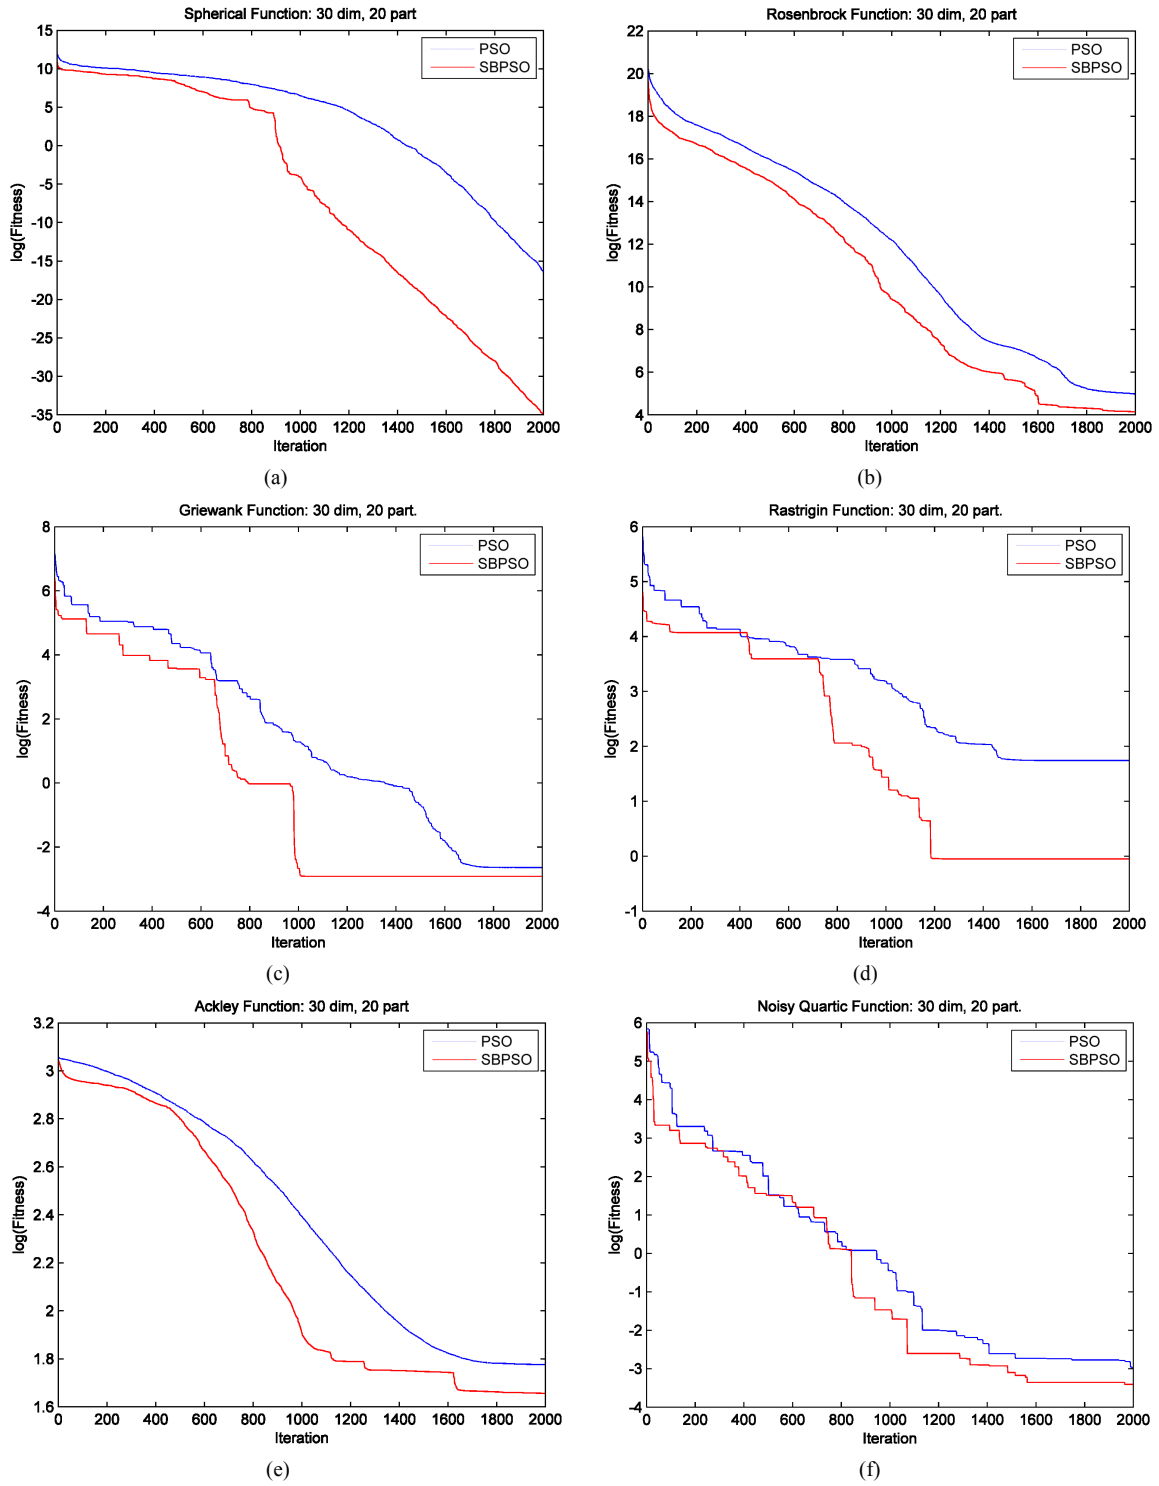 Spherical Function: 30 dim, 20 part
15
10
5
0
-5
-10
-15
-20
-25
-30
-35
log(Fitness)
PSO
SBPSO
0 200 400 600 800 1000 1200 1400 1600 1800 2000
Iteration
(a)
Rosenbrock Function: 30 dim, 20 part
22
20
18
16
14
12
10
8
6
4
log(Fitness)
PSO
SBPSO
0 200 400 600 800 1000 1200 1400 1600 1800 2000
Iteration
(b)
Griewank Function: 30 dim, 20 part.
8
6
4
2
0
-2
-4
log(Fitness)
PSO
SBPSO
0 200 400 600 800 1000 1200 1400 1600 1800 2000
Iteration
(c)
Rastrigin Function: 30 dim, 20 part.
6
5
4
3
2
1
0
-1
log(Fitness)
PSO
SBPSO
0 200 400 600 800 1000 1200 1400 1600 1800 2000
Iteration
(d)
Ackley Function: 30 dim, 20 part
3.2
3
2.8
2.6
2.4
2.2
2
1.8
1.6
log(Fitness)
PSO
SBPSO
0 200 400 600 800 1000 1200 1400 1600 1800 2000
Iteration
(e)
Noisy Quartic Function: 30 dim, 20 part.
6
5
4
3
2
1
0
-1
-2
-3
-4
log(Fitness)
PSO
SBPSO
0 200 400 600 800 1000 1200 1400 1600 1800 2000
Iteration
(f)